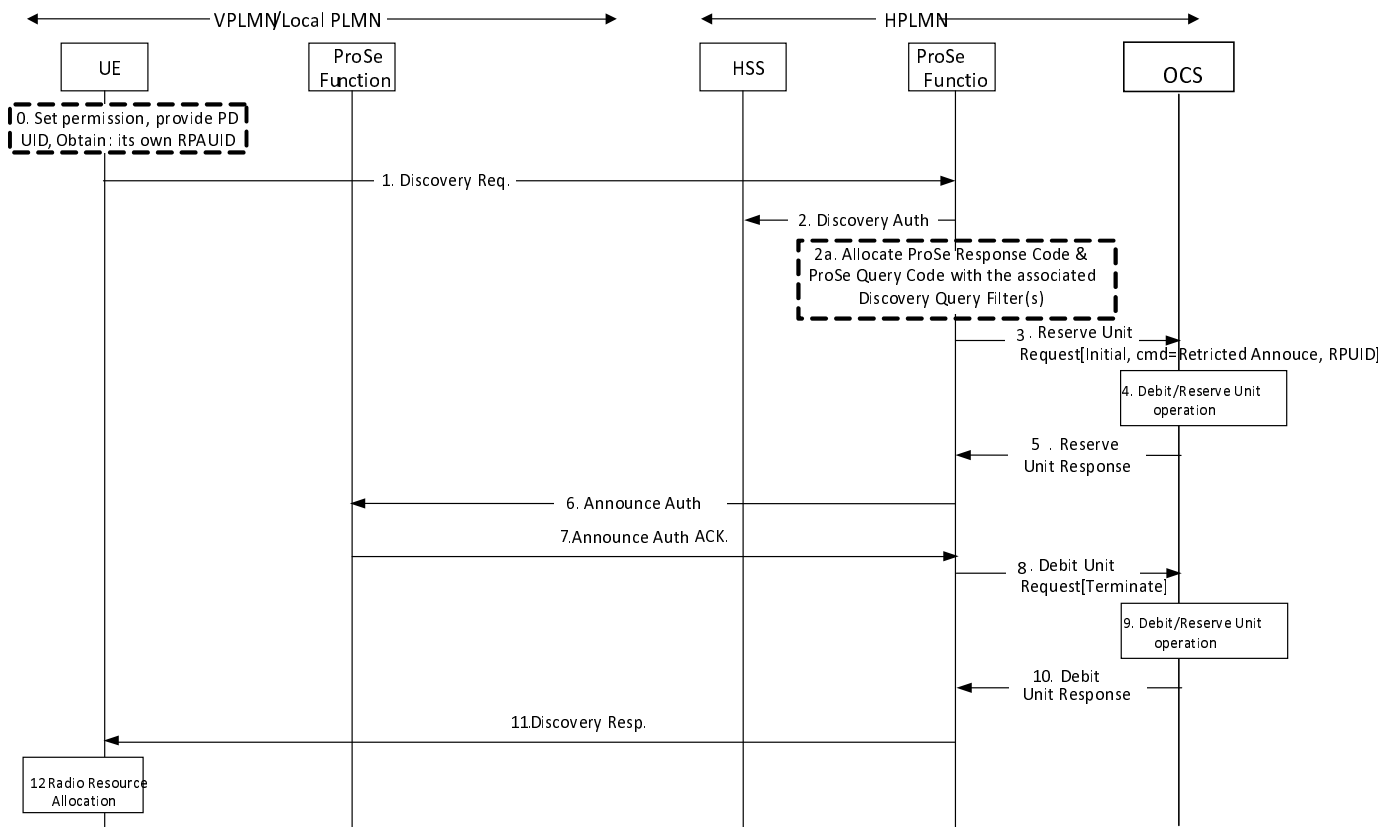 VPLMN/Local PLMN
HPLMN
UE
ProSe
Function
HSS
ProSe
Functio
OCS
0. Set permission, provide PD
UID, Obtain: its own RPAUID
1. Discovery Req.
2. Discovery Auth
2a. Allocate ProSe Response Code &
ProSe Query Code with the associated
Discovery Query Filter(s)
3. Reserve Unit
Request[Initial, cmd=Retricted Annouce, RPUID]
4. Debit/Reserve Unit
operation
5 . Reserve
Unit Response
6. Announce Auth
7.Announce Auth ACK.
8. Debit Unit
Request[Terminate]
9. Debit/Reserve Unit
operation
10. Debit
Unit Response
11.Discovery Resp.
12 Radio Resource
Allocation